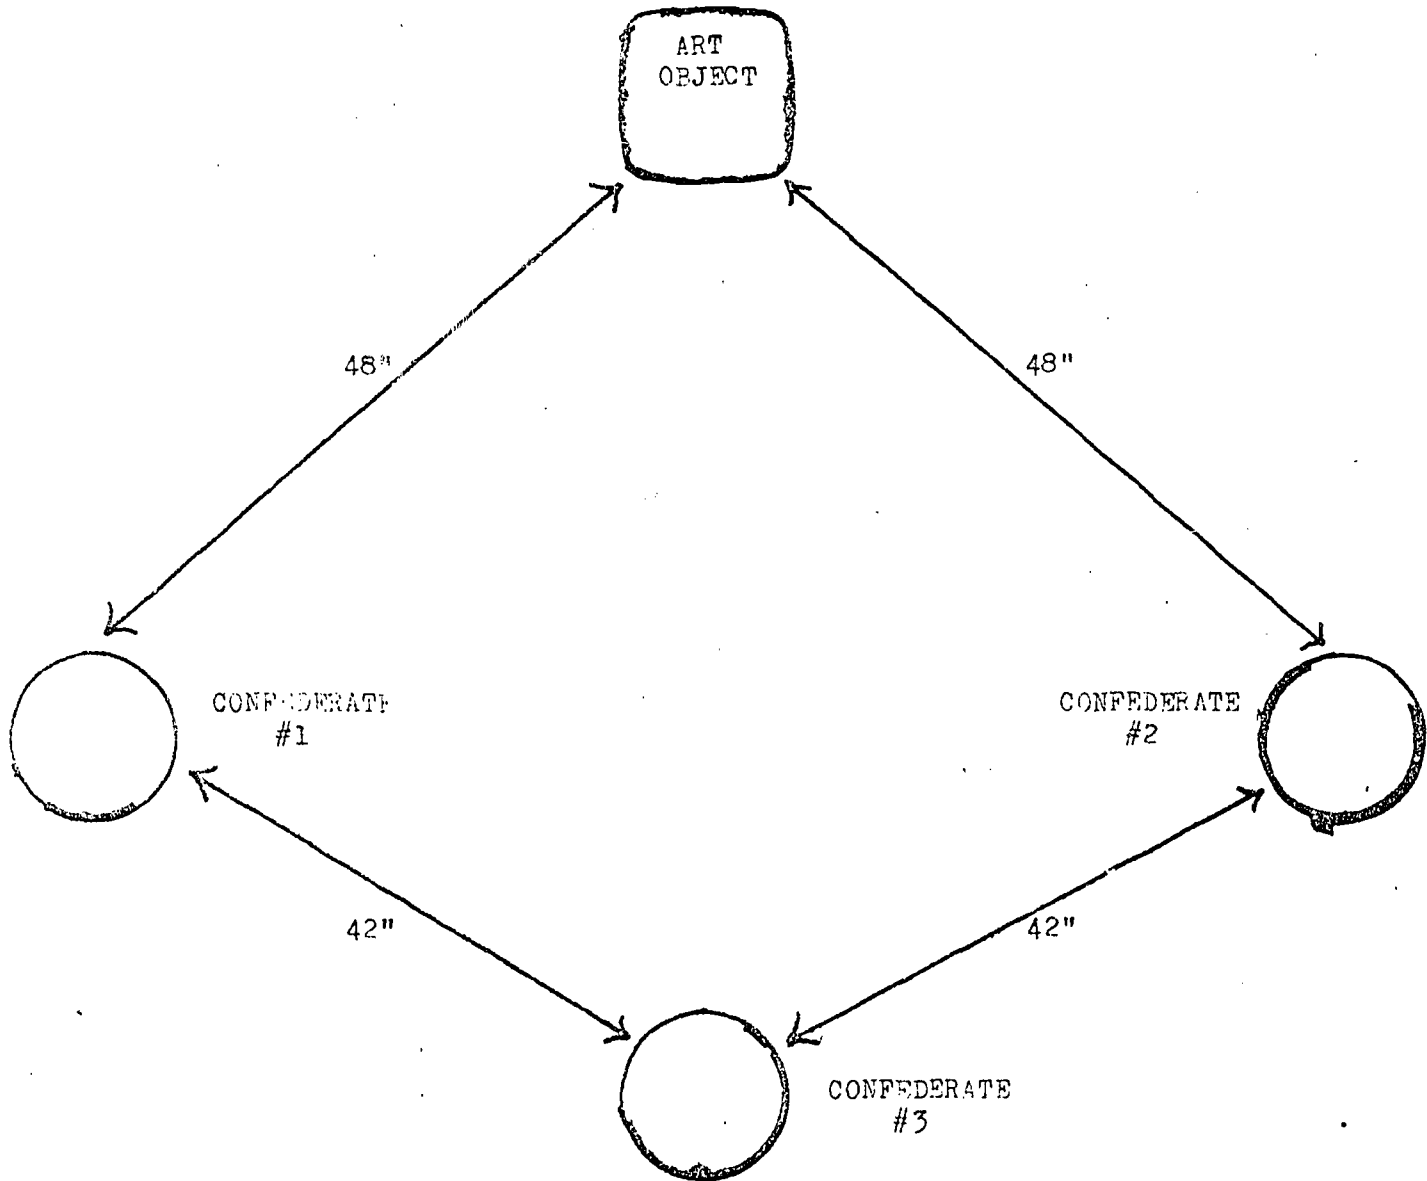 ART
OBJECT
48"
48"
CONFEDERATE
#1
CONFEDERATE
#2
42"
42"
CONFEDERATE
#3